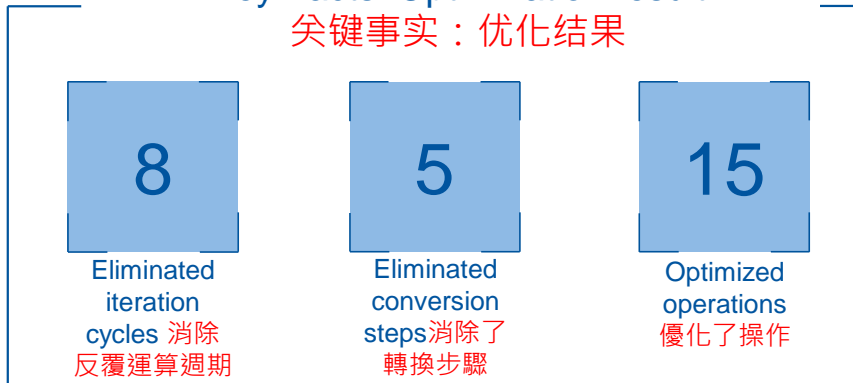 关键事实：优化结果
8
5
15
Eliminated
iteration
cycles 消除
反覆運算週期
Eliminated
conversion
steps消除了
轉換步驟
Optimized
operations
優化了操作